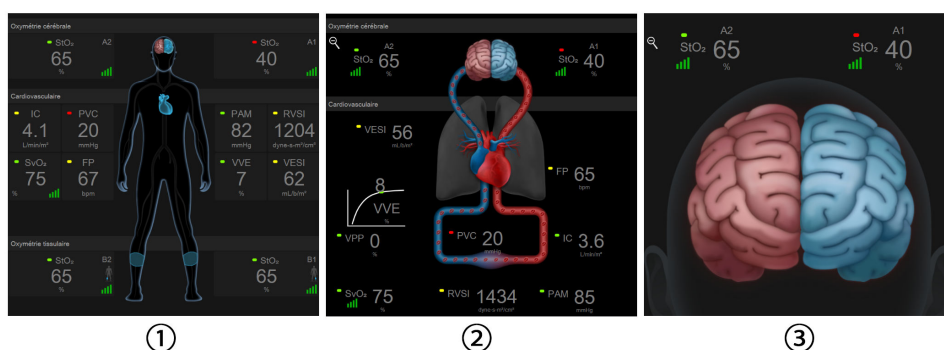 Oxymétrie cérébrale
StO₂ A2
65
%
StO₂ A1
40
%
Cardiovasculaire
IC
4.1
L/min/m²
PVC
20
mmHg
PAM
82
mmHg
RVSI
1204
dyne-s-m²/cm⁵
SvO₂
75
%
FP
67
bpm
VVE
7
%
VESI
62
mL/b/m²
Oxymétrie tissulaire
StO₂ B2
65
%
StO₂ B1
65
%
①
Oxymétrie cérébrale
A2
StO₂ 65
%
A1
StO₂ 40
%
Cardiovasculaire
VESI 56
mL/b/m²
FP 65
bpm
8
VVE
%
VPP 0
%
PVC 20
mmHg
IC 3.6
L/min/m²
SvO₂ 75
%
RVSI 1434
dyne-s-m²/cm⁵
PAM 85
mmHg
②
A2
StO₂ 65
%
A1
StO₂ 40
%
③